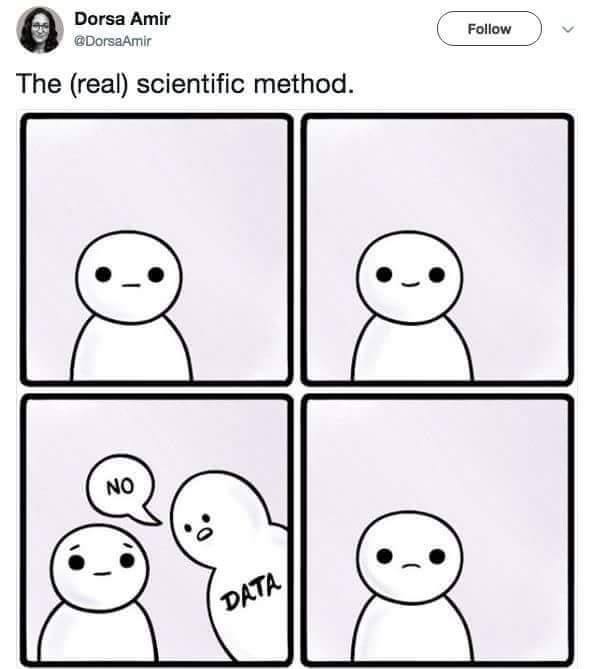 Dorsa Amir
@DorsaAmir
Follow
The (real) scientific method.
NO
DATA